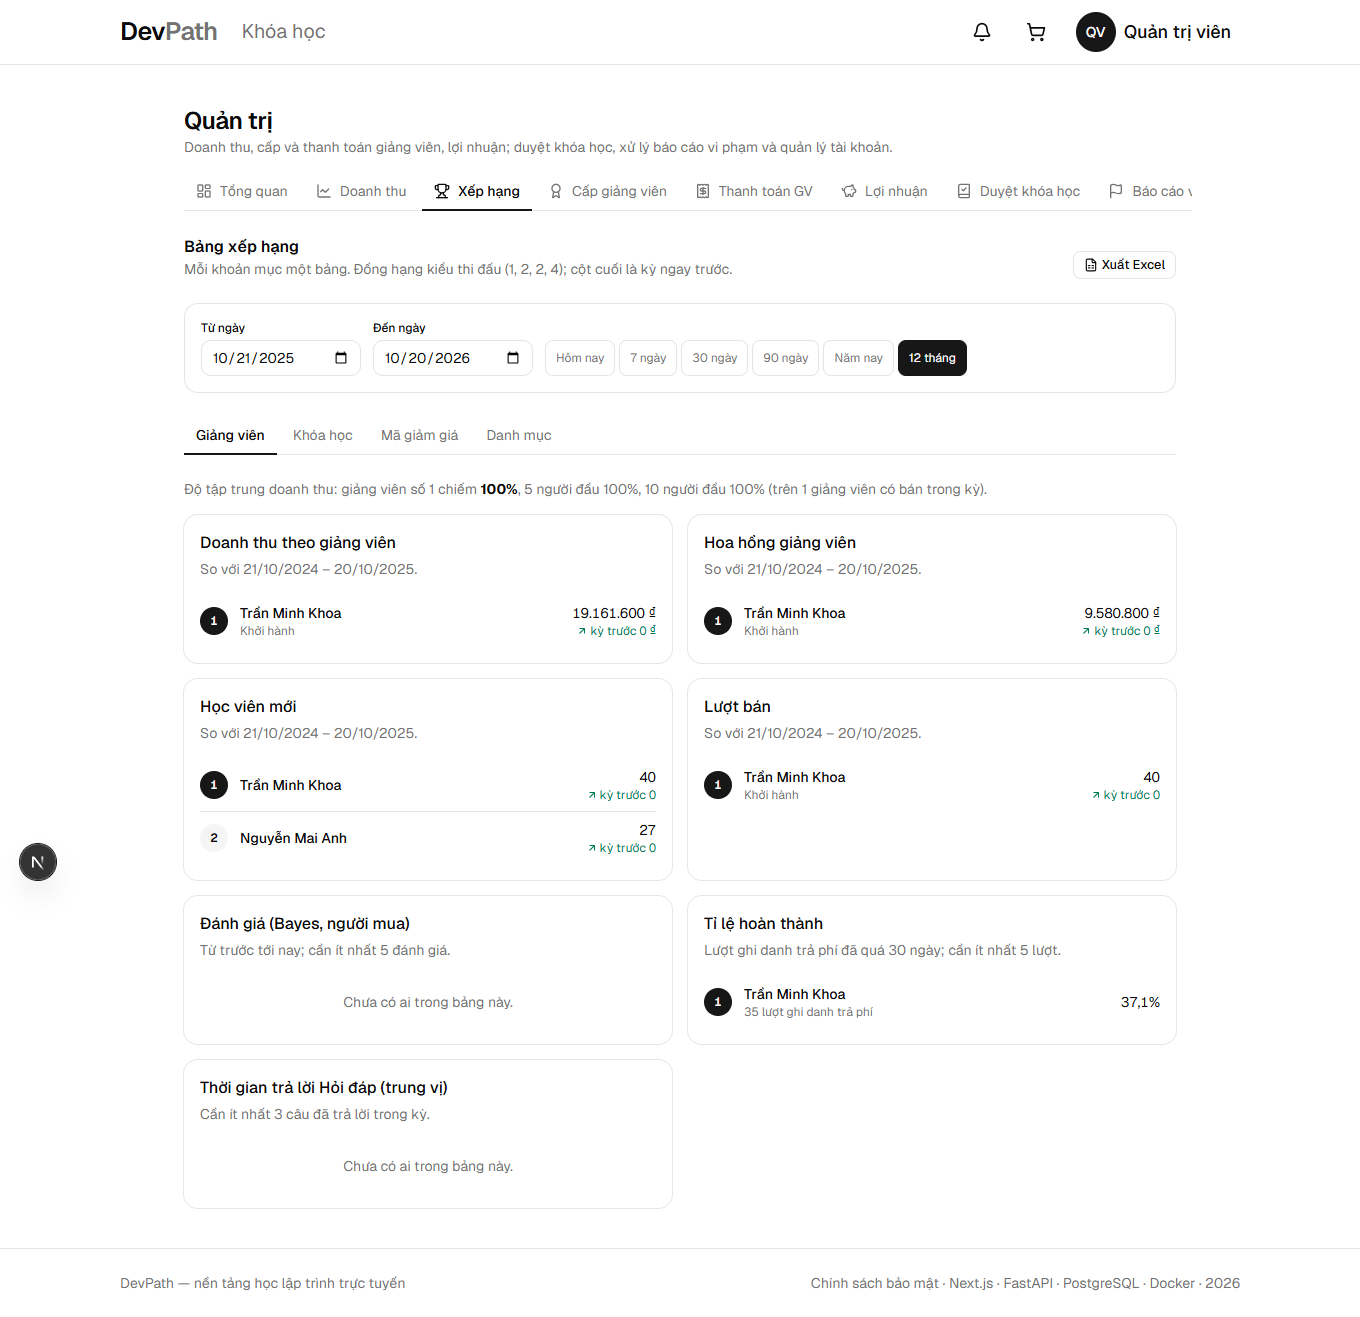 DevPath Khóa học QV Quản trị viên
Quản trị
Doanh thu, cấp và thanh toán giảng viên, lợi nhuận; duyệt khóa học, xử lý báo cáo vi phạm và quản lý tài khoản.
Tổng quan Doanh thu Xếp hạng Cấp giảng viên Thanh toán GV Lợi nhuận Duyệt khóa học Báo cáo
Bảng xếp hạng
Mỗi khoản mục một bảng. Đồng hạng kiểu thi đấu (1, 2, 2, 4); cột cuối là kỳ ngay trước.
Xuất Excel
Từ ngày Đến ngày
10/21/2025 10/20/2026 Hôm nay 7 ngày 30 ngày 90 ngày Năm nay 12 tháng
Giảng viên Khóa học Mã giảm giá Danh mục
Độ tập trung doanh thu: giảng viên số 1 chiếm 100%, 5 người đầu 100%, 10 người đầu 100% (trên 1 giảng viên có bán trong kỳ).
Doanh thu theo giảng viên
So với 21/10/2024 – 20/10/2025.
1 Trần Minh Khoa 19.161.600 ₫
Khởi hành kỳ trước 0 ₫
Hoa hồng giảng viên
So với 21/10/2024 – 20/10/2025.
1 Trần Minh Khoa 9.580.800 ₫
Khởi hành kỳ trước 0 ₫
Học viên mới
So với 21/10/2024 – 20/10/2025.
1 Trần Minh Khoa 40
kỳ trước 0
2 Nguyễn Mai Anh 27
kỳ trước 0
Lượt bán
So với 21/10/2024 – 20/10/2025.
1 Trần Minh Khoa 40
Khởi hành kỳ trước 0
Đánh giá (Bayes, người mua)
Từ trước tới nay; cần ít nhất 5 đánh giá.
Chưa có ai trong bảng này.
Tỉ lệ hoàn thành
Lượt ghi danh trả phí đã quá 30 ngày; cần ít nhất 5 lượt.
1 Trần Minh Khoa 37,1%
35 lượt ghi danh trả phí
Thời gian trả lời Hỏi đáp (trung vị)
Cần ít nhất 3 câu đã trả lời trong kỳ.
Chưa có ai trong bảng này.
N
DevPath — nền tảng học lập trình trực tuyến
Chính sách bảo mật · Next.js · FastAPI · PostgreSQL · Docker · 2026